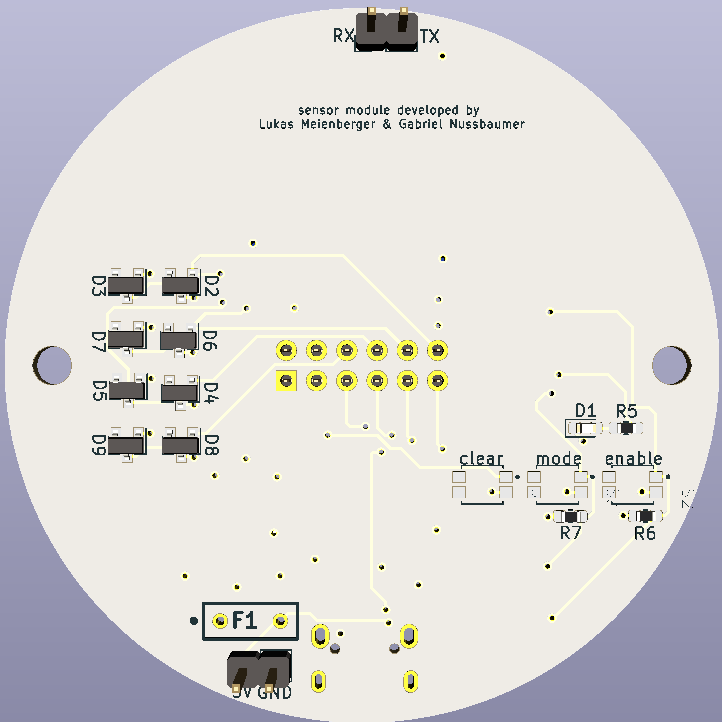 RX TX
sensor module developed by
Lukas Meienberger & Gabriel Nussbaumer
D3 D2
D7 D6
D5 D4
D9 D8
D1 R5
clear mode enable
R7 R6
F1
5V GND